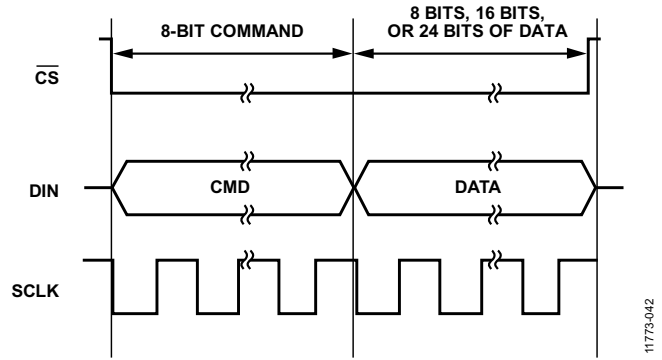 8-BIT COMMAND
8 BITS, 16 BITS,
OR 24 BITS OF DATA
CS
DIN
CMD
DATA
SCLK
11773-042